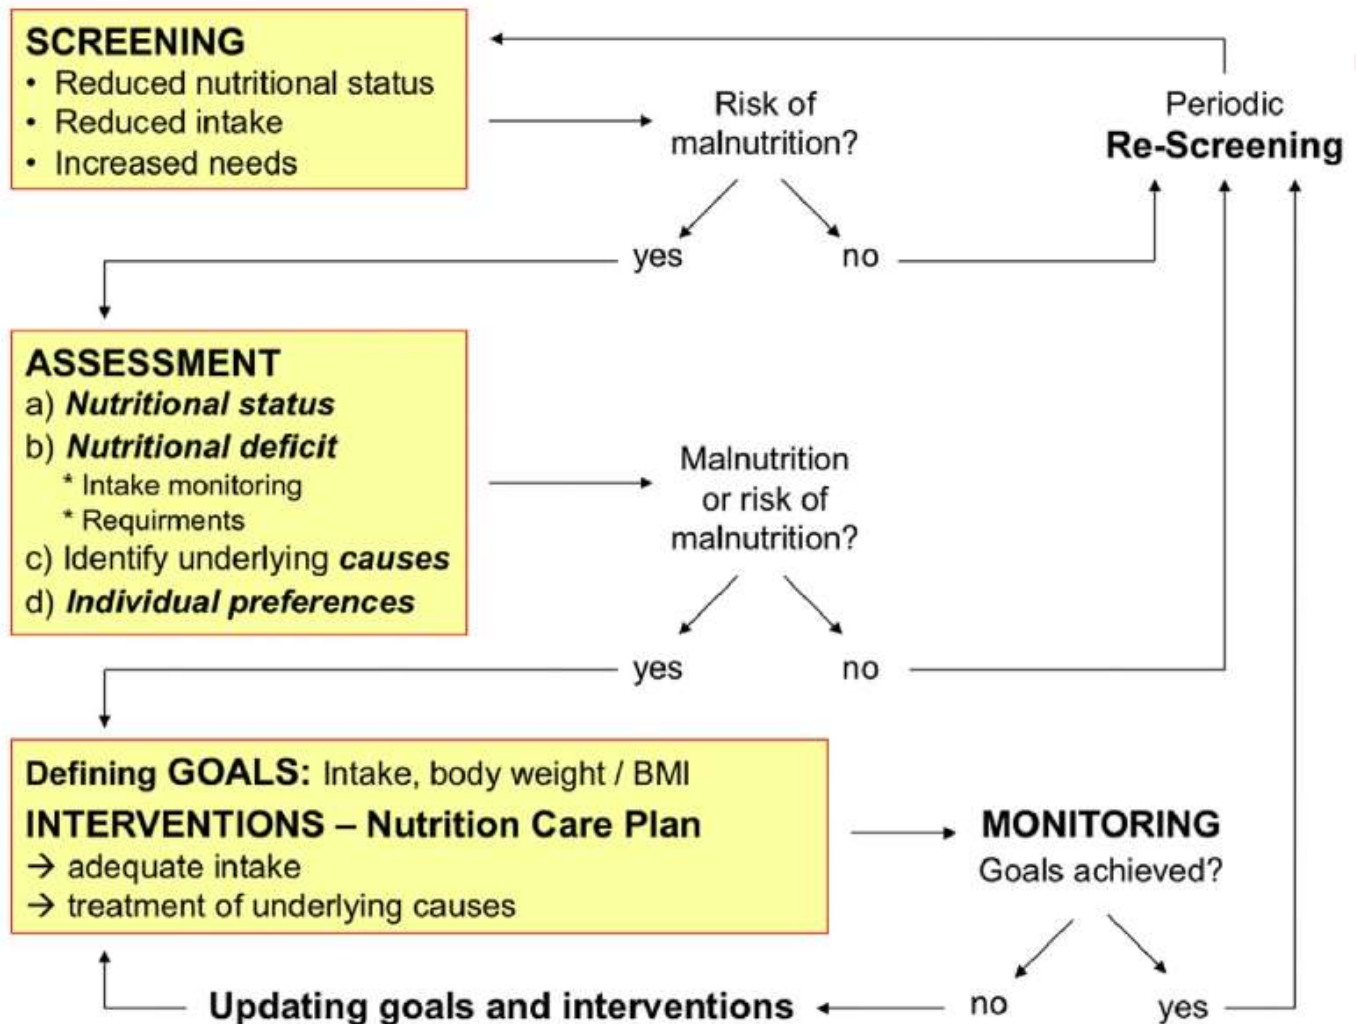 SCREENING
• Reduced nutritional status
• Reduced intake
• Increased needs
Risk of
malnutrition?
Periodic
Re-Screening
yes
no
ASSESSMENT
a) Nutritional status
b) Nutritional deficit
* Intake monitoring
* Requirments
c) Identify underlying causes
d) Individual preferences
Malnutrition
or risk of
malnutrition?
yes
no
Defining GOALS: Intake, body weight / BMI
INTERVENTIONS – Nutrition Care Plan
→ adequate intake
→ treatment of underlying causes
MONITORING
Goals achieved?
no
yes
Updating goals and interventions